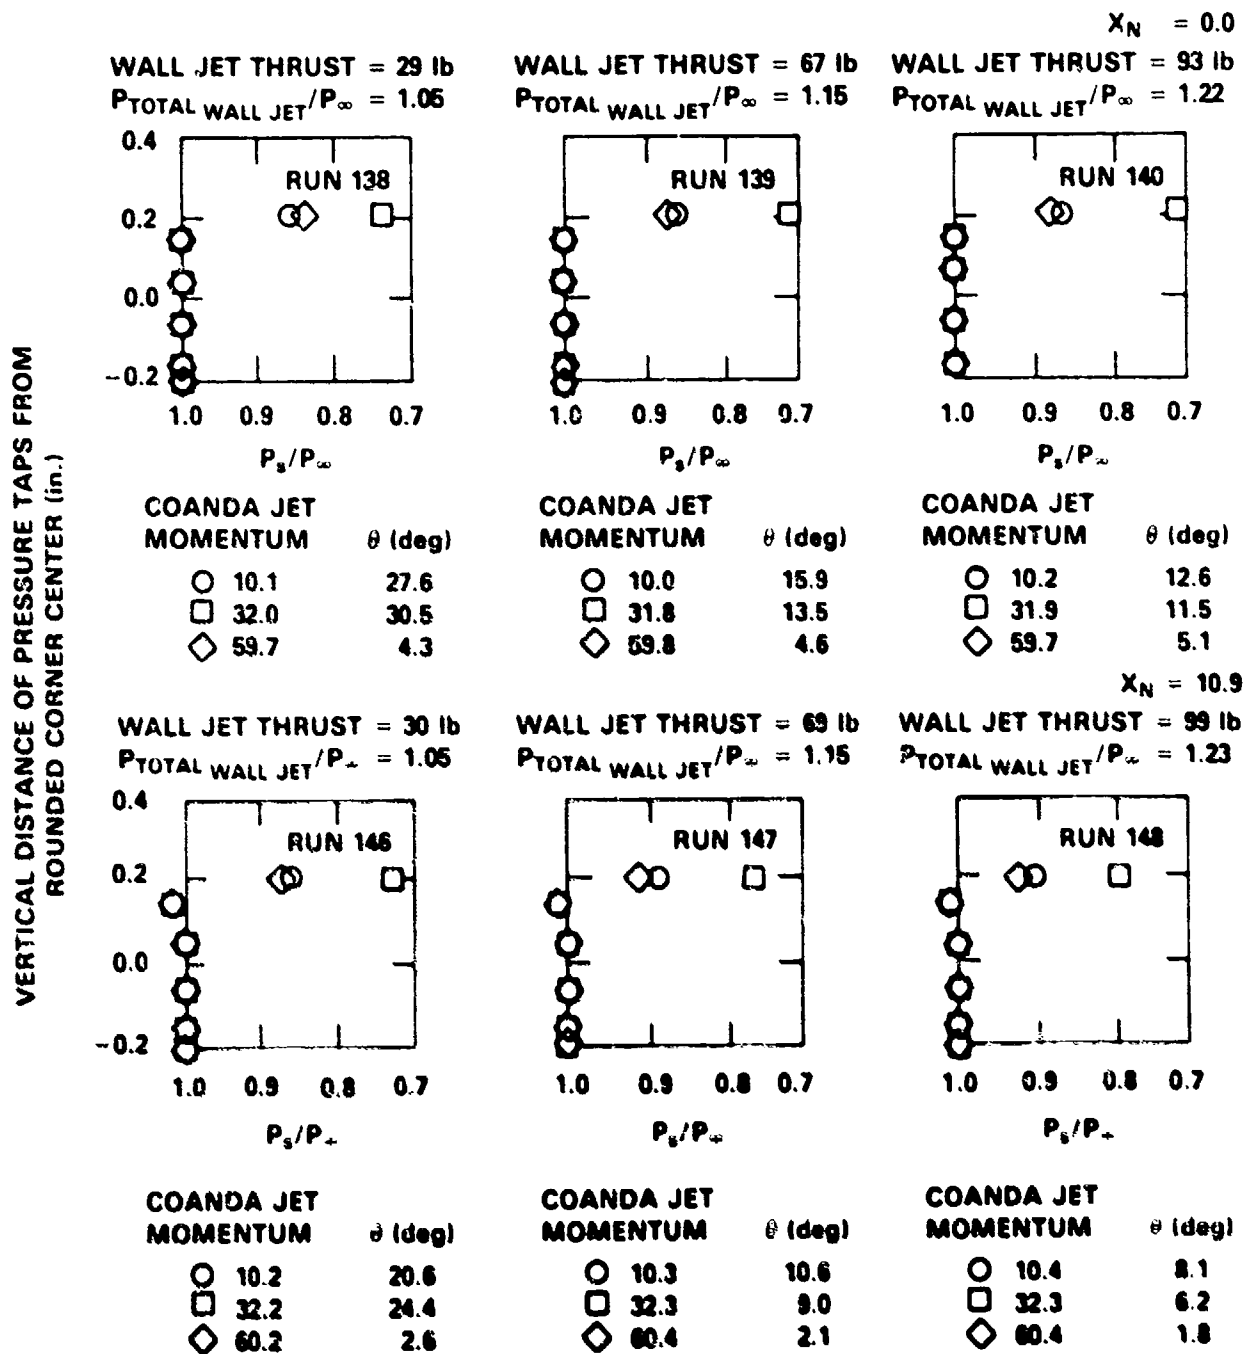 X_N = 0.0
WALL JET THRUST = 29 lb WALL JET THRUST = 67 lb WALL JET THRUST = 93 lb
P_TOTAL WALL JET/P_∞ = 1.05 P_TOTAL WALL JET/P_∞ = 1.15 P_TOTAL WALL JET/P_∞ = 1.22
0.4
RUN 138 RUN 139 RUN 140
0.2
0.0
-0.2
1.0 0.9 0.8 0.7 1.0 0.9 0.8 0.7 1.0 0.9 0.8 0.7
P_s/P_∞ P_s/P_∞ P_s/P_∞
VERTICAL DISTANCE OF PRESSURE TAPS FROM
ROUNDED CORNER CENTER (in.)
COANDA JET COANDA JET COANDA JET
MOMENTUM θ (deg) MOMENTUM θ (deg) MOMENTUM θ (deg)
○ 10.1 27.6 ○ 10.0 15.9 ○ 10.2 12.6
□ 32.0 30.5 □ 31.8 13.5 □ 31.9 11.5
◇ 59.7 4.3 ◇ 59.8 4.6 ◇ 59.7 5.1
X_N = 10.9
WALL JET THRUST = 30 lb WALL JET THRUST = 69 lb WALL JET THRUST = 99 lb
P_TOTAL WALL JET/P_∞ = 1.05 P_TOTAL WALL JET/P_∞ = 1.15 P_TOTAL WALL JET/P_∞ = 1.23
0.4
RUN 146 RUN 147 RUN 148
0.2
0.0
-0.2
1.0 0.9 0.8 0.7 1.0 0.9 0.8 0.7 1.0 0.9 0.8 0.7
P_s/P_∞ P_s/P_∞ P_s/P_∞
COANDA JET COANDA JET COANDA JET
MOMENTUM θ (deg) MOMENTUM θ (deg) MOMENTUM θ (deg)
○ 10.2 20.6 ○ 10.3 10.6 ○ 10.4 8.1
□ 32.2 24.4 □ 32.3 9.0 □ 32.3 6.2
◇ 60.2 2.6 ◇ 60.4 2.1 ◇ 60.4 1.8